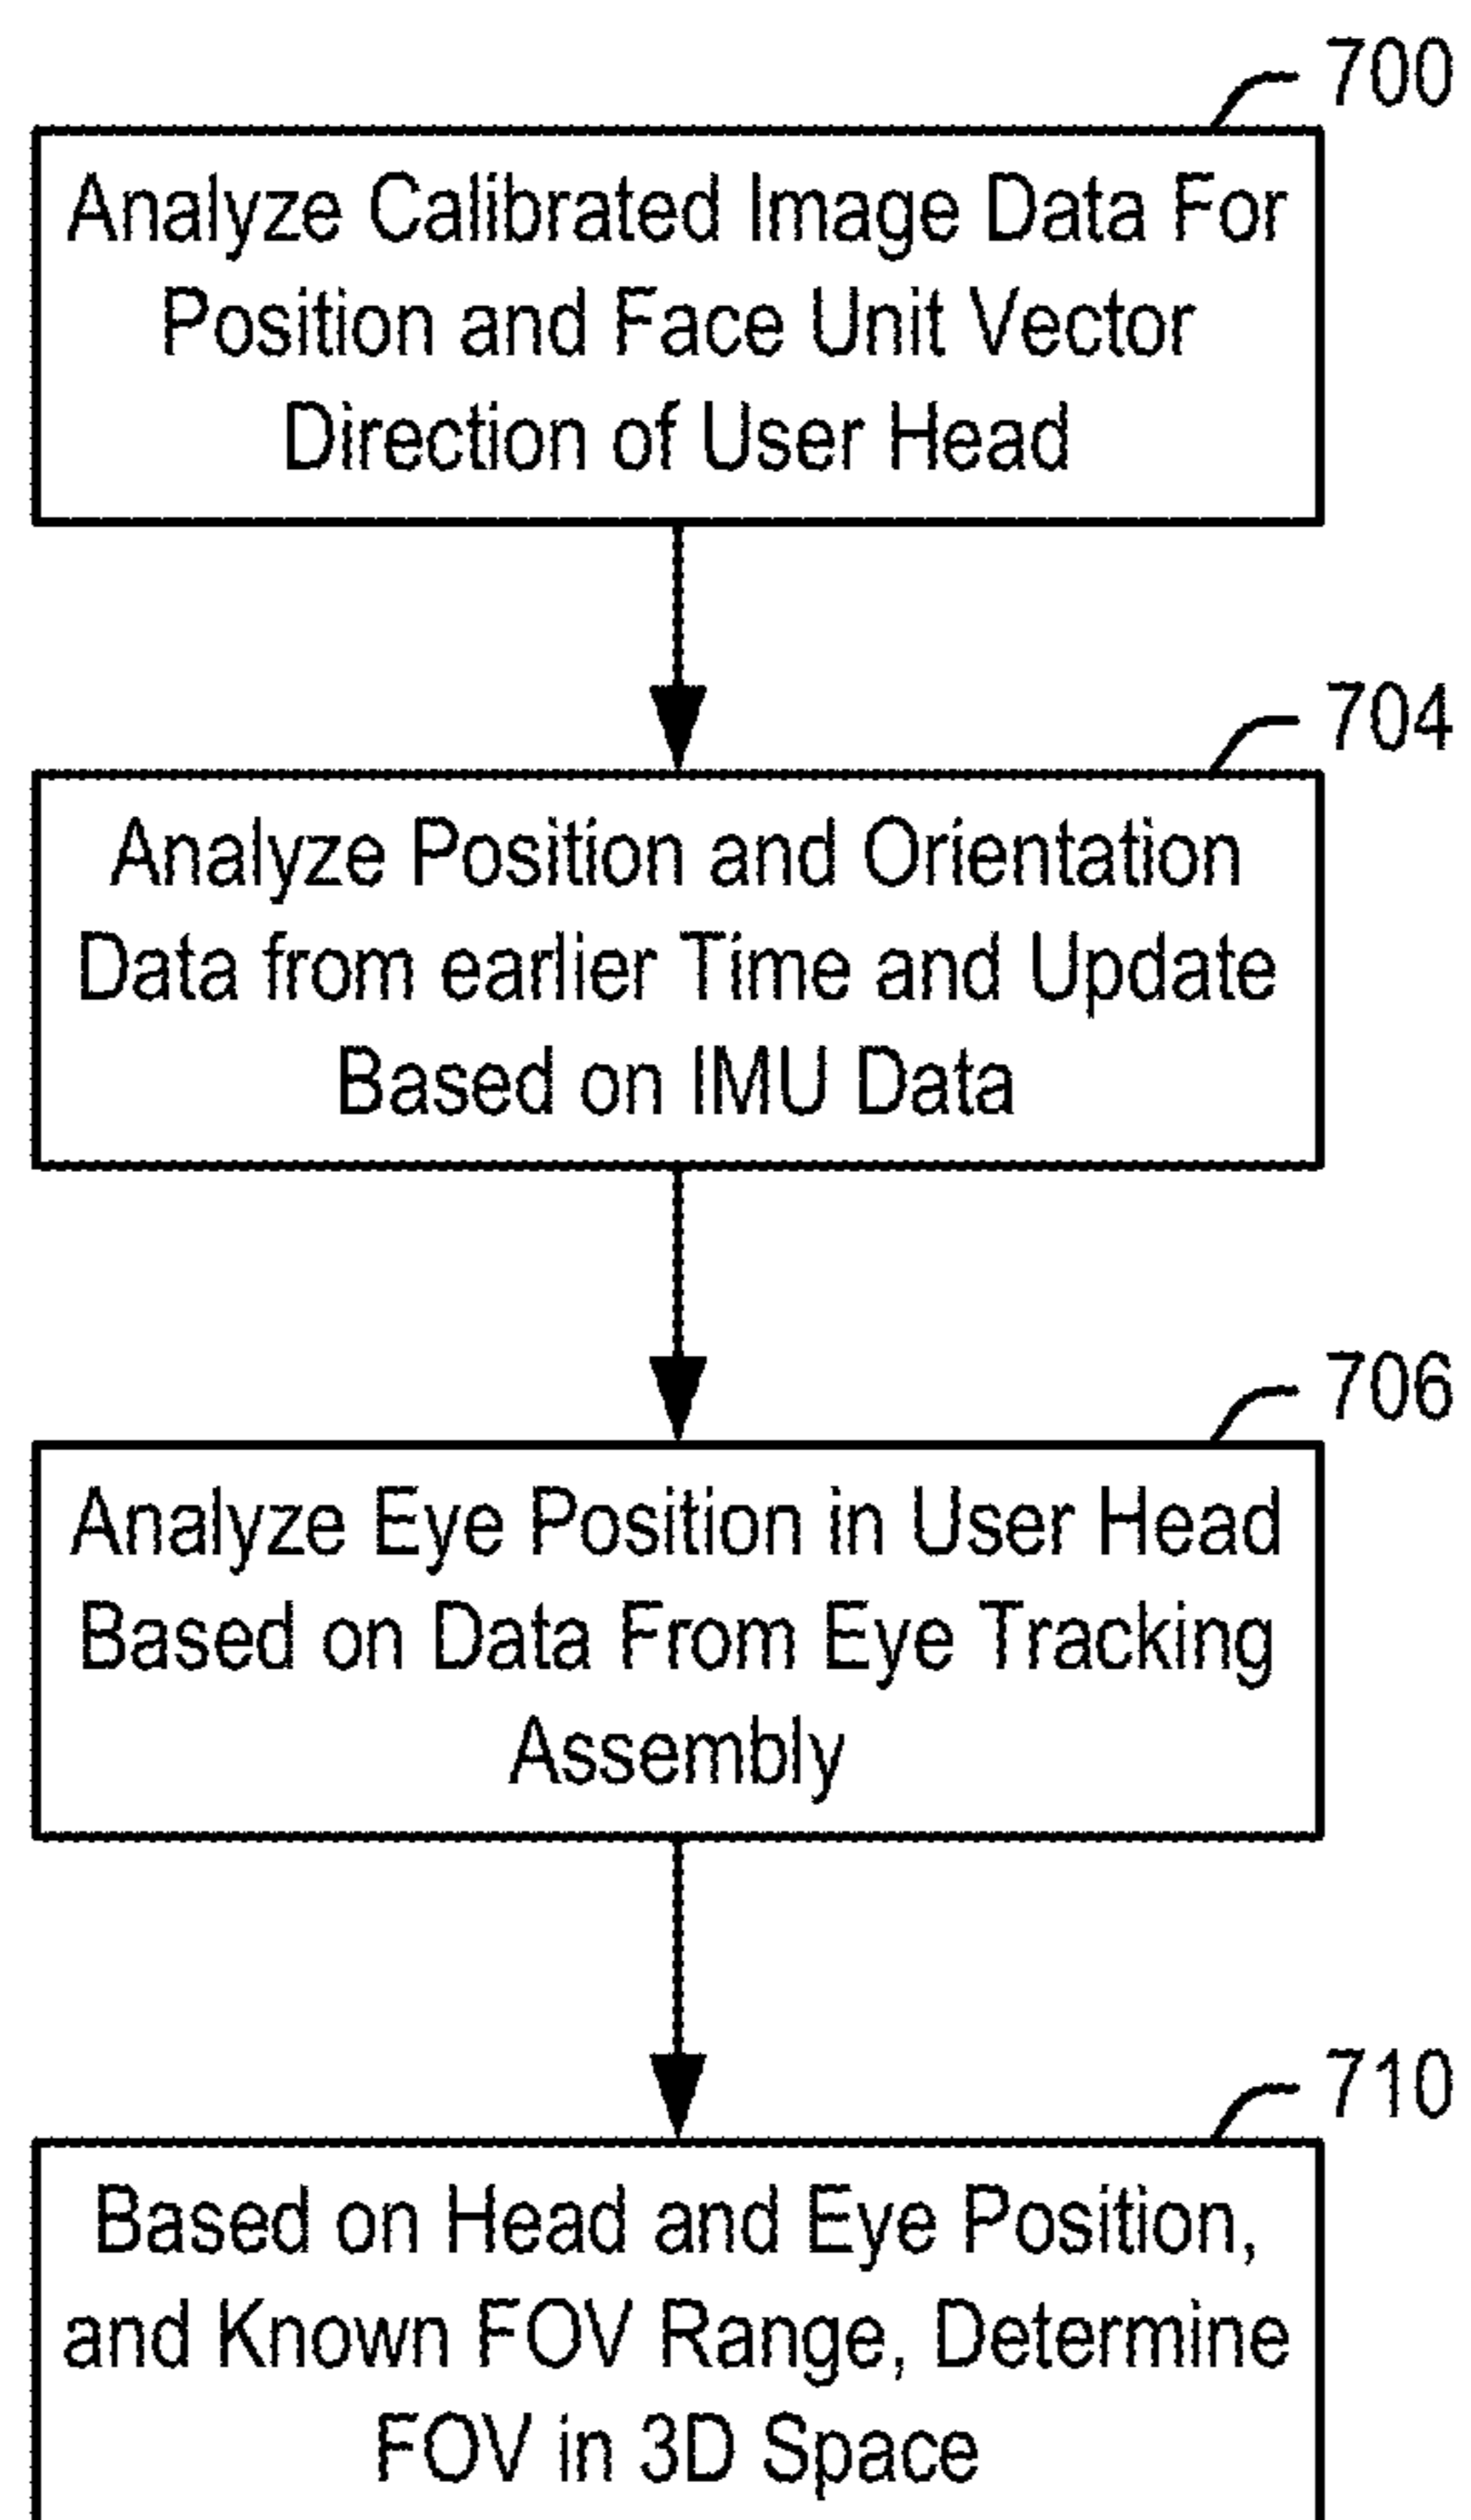 700
Analyze Calibrated Image Data For
Position and Face Unit Vector
Direction of User Head
704
Analyze Position and Orientation
Data from earlier Time and Update
Based on IMU Data
706
Analyze Eye Position in User Head
Based on Data From Eye Tracking
Assembly
710
Based on Head and Eye Position,
and Known FOV Range, Determine
FOV in 3D Space